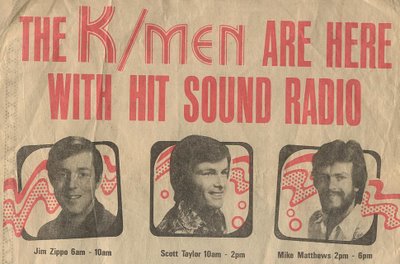 THE K/MEN ARE HERE
WITH HIT SOUND RADIO
Jim Zippo 6am - 10am
Scott Taylor 10am - 2pm
Mike Matthews 2pm - 6pm